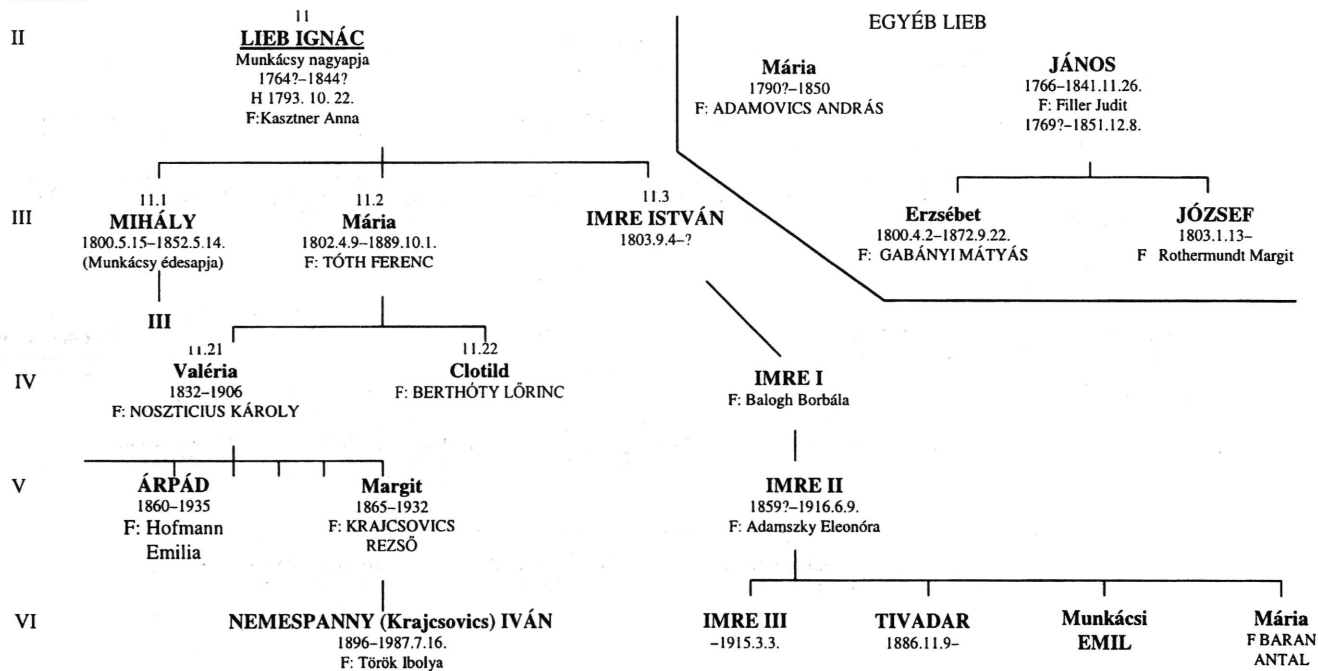 II
11
LIEB IGNÁC
Munkácsy nagyapja
1764?–1844?
H 1793. 10. 22.
F:Kasztner Anna
EGYÉB LIEB
Mária
1790?–1850
F: ADAMOVICS ANDRÁS
JÁNOS
1766–1841.11.26.
F: Filler Judit
1769?–1851.12.8.
III
11.1
MIHÁLY
1800.5.15–1852.5.14.
(Munkácsy édesapja)
III
11.2
Mária
1802.4.9–1889.10.1.
F: TÓTH FERENC
11.3
IMRE ISTVÁN
1803.9.4–?
Erzsébet
1800.4.2–1872.9.22.
F: GABÁNYI MÁTYÁS
JÓZSEF
1803.1.13–
F Rothermundt Margit
IV
11.21
Valéria
1832–1906
F: NOSZTICIUS KÁROLY
11.22
Clotild
F: BERTHÓTY LŐRINC
IMRE I
F: Balogh Borbála
V
ÁRPÁD
1860–1935
F: Hofmann
Emilia
Margit
1865–1932
F: KRAJCSOVICS
REZSŐ
IMRE II
1859?–1916.6.9.
F: Adamszky Eleonóra
VI
NEMESPANNY (Krajcsovics) IVÁN
1896–1987.7.16.
F: Török Ibolya
IMRE III
–1915.3.3.
TIVADAR
1886.11.9–
Munkácsi
EMIL
Mária
F BARAN
ANTAL